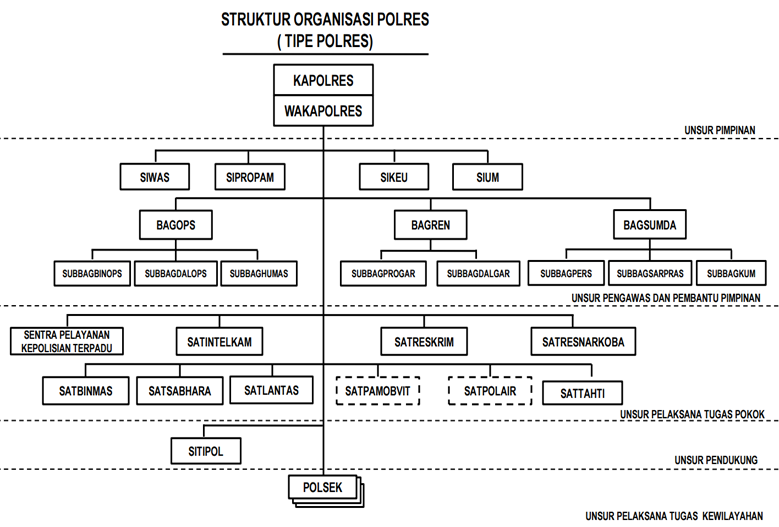 STRUKTUR ORGANISASI POLRES
( TIPE POLRES)
KAPOLRES
WAKAPOLRES
UNSUR PIMPINAN
SIWAS
SIPROPAM
SIKEU
SIUM
BAGOPS
BAGREN
BAGSUMDA
SUBBAGBINOPS
SUBBAGDALOPS
SUBBAGHUMAS
SUBBAGPROGAR
SUBBAGDALGAR
SUBBAGPERS
SUBBAGSARPRAS
SUBBAGKUM
UNSUR PENGAWAS DAN PEMBANTU PIMPINAN
SENTRA PELAYANAN
KEPOLISIAN TERPADU
SATINTELKAM
SATRESKRIM
SATRESNARKOBA
SATBINMAS
SATSABHARA
SATLANTAS
SATPAMOBVIT
SATPOLAIR
SATTAHTI
UNSUR PELAKSANA TUGAS POKOK
SITIPOL
UNSUR PENDUKUNG
POLSEK
UNSUR PELAKSANA TUGAS KEWILAYAHAN